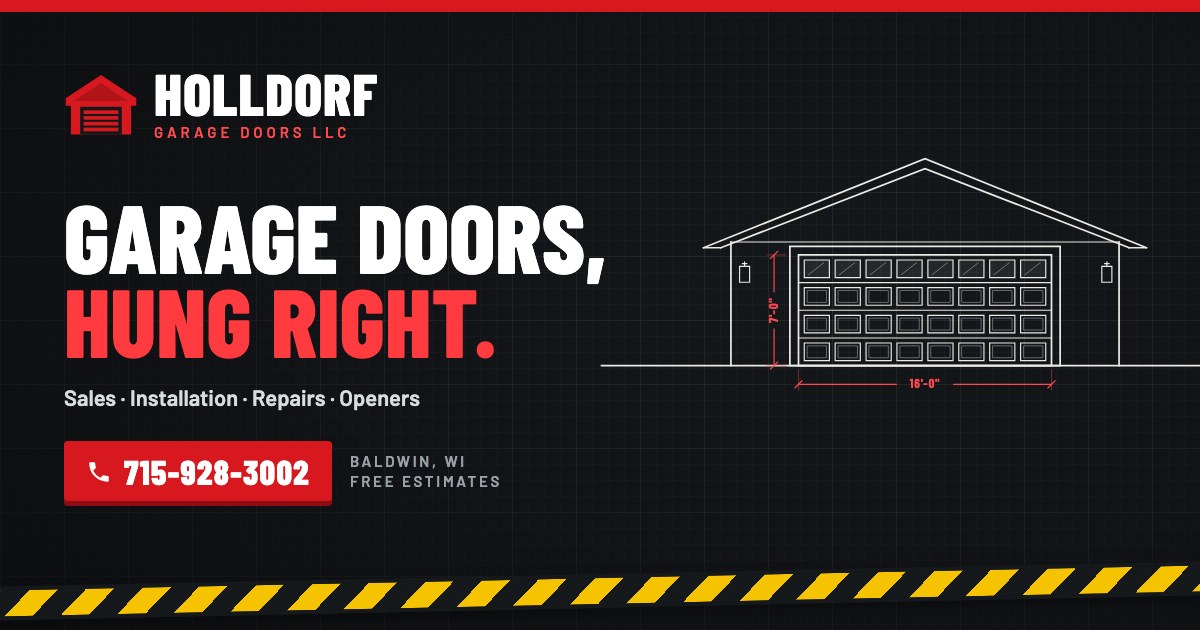 HOLLDORF
GARAGE DOORS LLC
GARAGE DOORS,
HUNG RIGHT.
Sales · Installation · Repairs · Openers
715-928-3002
BALDWIN, WI
FREE ESTIMATES
7'-0"
16'-0"